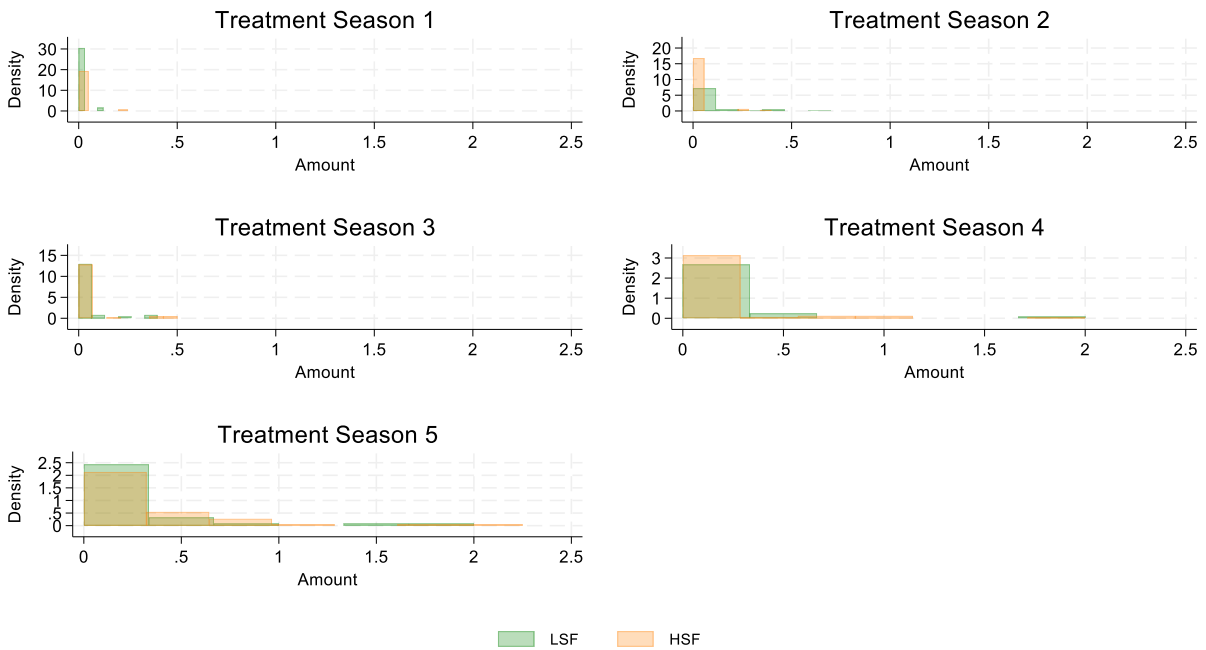 Treatment Season 1
Density
30
20
10
0
0 .5 1 1.5 2 2.5
Amount
Treatment Season 2
Density
20
15
10
5
0
0 .5 1 1.5 2 2.5
Amount
Treatment Season 3
Density
15
10
5
0
0 .5 1 1.5 2 2.5
Amount
Treatment Season 4
Density
3
2
1
0
0 .5 1 1.5 2 2.5
Amount
Treatment Season 5
Density
2.5
2
1.5
1
.5
0
0 .5 1 1.5 2 2.5
Amount
LSF HSF